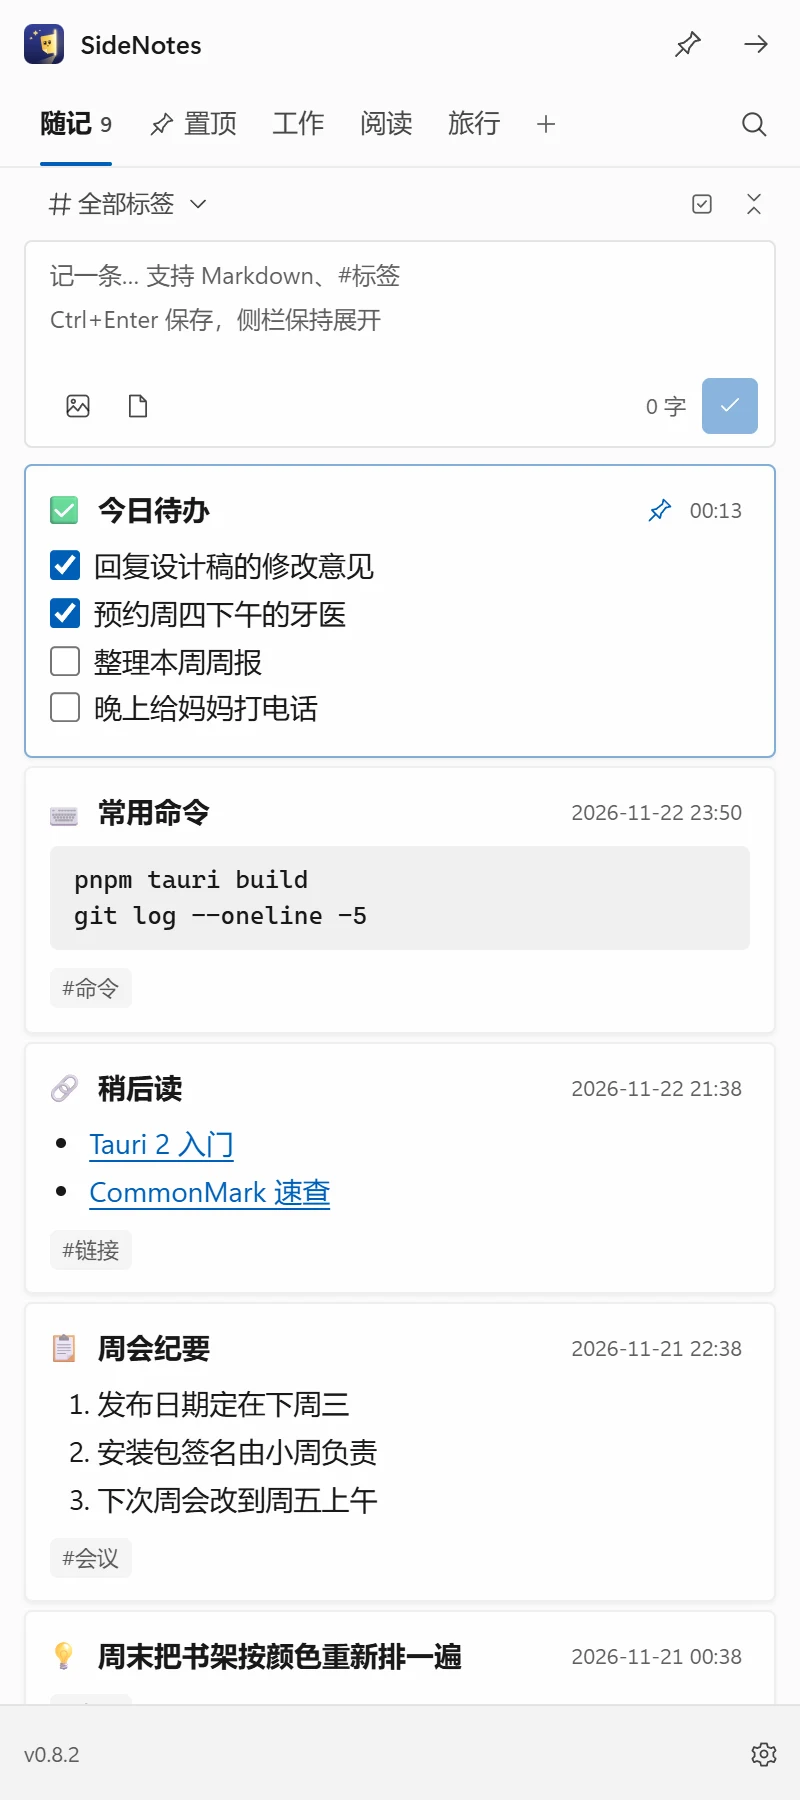 SideNotes
随记 9 置顶 工作 阅读 旅行 +
# 全部标签
记一条... 支持 Markdown、#标签
Ctrl+Enter 保存，侧栏保持展开
0 字
今日待办 00:13
回复设计稿的修改意见
预约周四下午的牙医
整理本周周报
晚上给妈妈打电话
常用命令 2026-11-22 23:50
pnpm tauri build
git log --oneline -5
#命令
稍后读 2026-11-22 21:38
• Tauri 2 入门
• CommonMark 速查
#链接
周会纪要 2026-11-21 22:38
1. 发布日期定在下周三
2. 安装包签名由小周负责
3. 下次周会改到周五上午
#会议
周末把书架按颜色重新排一遍 2026-11-21 00:38
v0.8.2